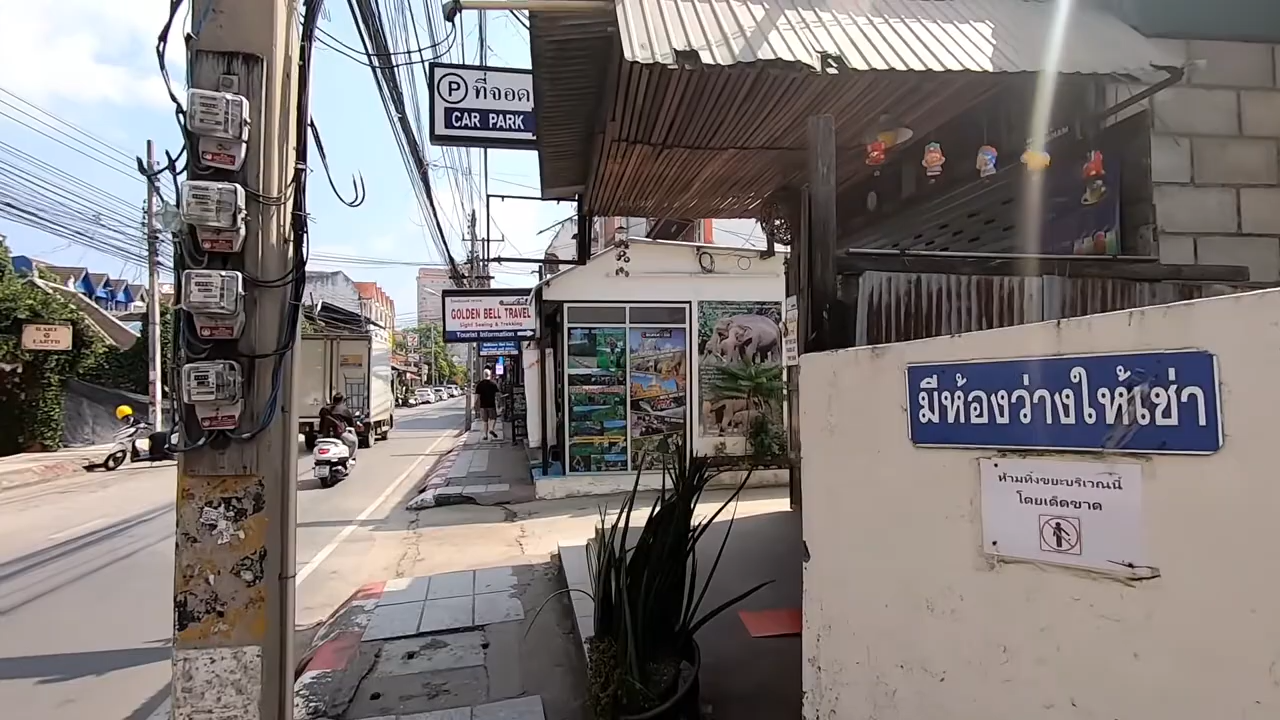 P ที่จอด
CAR PARK
GOLDEN BELL TRAVEL
Sight Seeing & Trekking
Tourist Information
มีห้องว่างให้เช่า
ห้ามทิ้งขยะบริเวณนี้
โดยเด็ดขาด